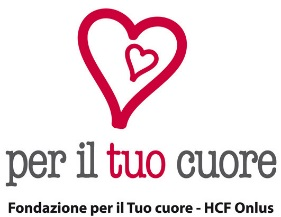 per il tuo cuore
Fondazione per il Tuo cuore - HCF Onlus